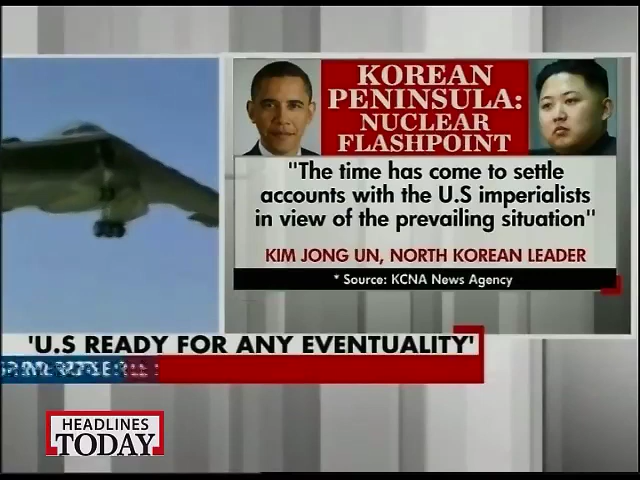 KOREAN
PENINSULA:
NUCLEAR
FLASHPOINT
"The time has come to settle
accounts with the U.S imperialists
in view of the prevailing situation"
KIM JONG UN, NORTH KOREAN LEADER
* Source: KCNA News Agency
'U.S READY FOR ANY EVENTUALITY'
HEADLINES
TODAY